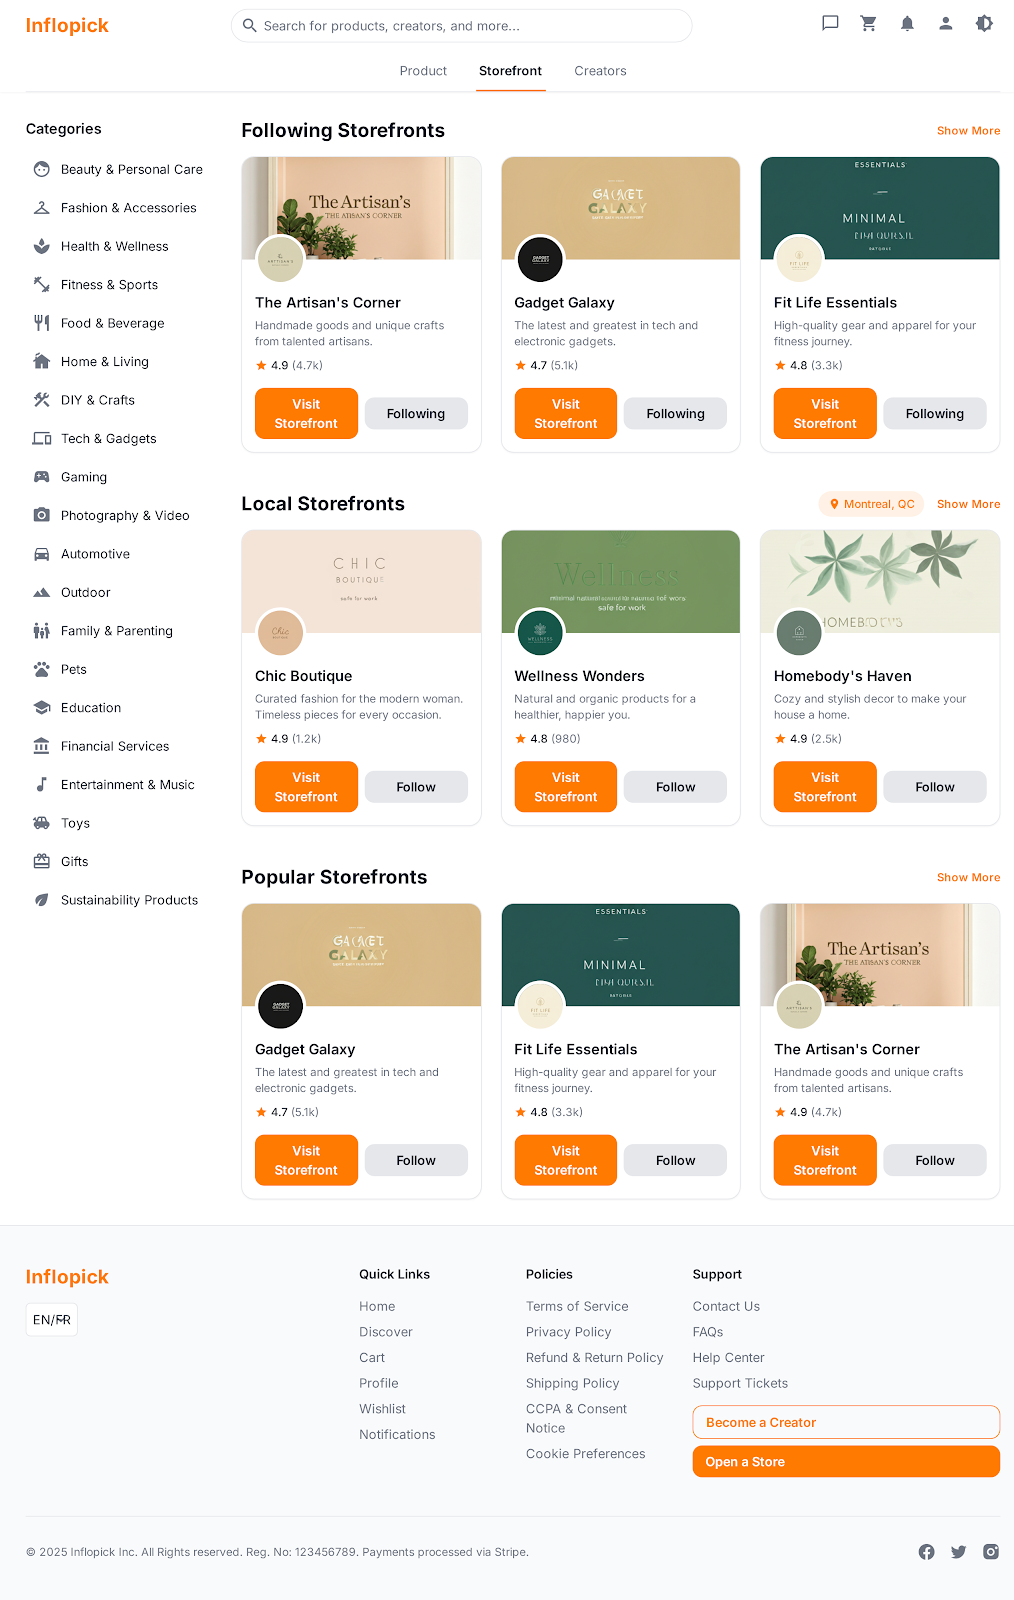 Inflopick
Search for products, creators, and more...
Product
Storefront
Creators
Categories
Beauty & Personal Care
Fashion & Accessories
Health & Wellness
Fitness & Sports
Food & Beverage
Home & Living
DIY & Crafts
Tech & Gadgets
Gaming
Photography & Video
Automotive
Outdoor
Family & Parenting
Pets
Education
Financial Services
Entertainment & Music
Toys
Gifts
Sustainability Products
Following Storefronts
Show More
The Artisan's
THE ATISAN'S CORNER
The Artisan's Corner
Handmade goods and unique crafts
from talented artisans.
4.9 (4.7k)
Visit
Storefront
Following
GALAXY
GADGET
GALAXY
Gadget Galaxy
The latest and greatest in tech and
electronic gadgets.
4.7 (5.1k)
Visit
Storefront
Following
ESSENTIALS
MINIMAL
FIT LIFE
Fit Life Essentials
High-quality gear and apparel for your
fitness journey.
4.8 (3.3k)
Visit
Storefront
Following
Local Storefronts
Montreal, QC
Show More
CHIC
BOUTIQUE
safe for work
Chic
Chic Boutique
Curated fashion for the modern woman.
Timeless pieces for every occasion.
4.9 (1.2k)
Visit
Storefront
Follow
Wellness
safe for work
WELLNESS
Wellness Wonders
Natural and organic products for a
healthier, happier you.
4.8 (980)
Visit
Storefront
Follow
Homebody's Haven
Cozy and stylish decor to make your
house a home.
4.9 (2.5k)
Visit
Storefront
Follow
Popular Storefronts
Show More
GALAXY
GADGET
GALAXY
Gadget Galaxy
The latest and greatest in tech and
electronic gadgets.
4.7 (5.1k)
Visit
Storefront
Follow
ESSENTIALS
MINIMAL
FIT LIFE
Fit Life Essentials
High-quality gear and apparel for your
fitness journey.
4.8 (3.3k)
Visit
Storefront
Follow
The Artisan's
THE ATISAN'S CORNER
The Artisan's Corner
Handmade goods and unique crafts
from talented artisans.
4.9 (4.7k)
Visit
Storefront
Follow
Inflopick
EN/FR
Quick Links
Home
Discover
Cart
Profile
Wishlist
Notifications
Policies
Terms of Service
Privacy Policy
Refund & Return Policy
Shipping Policy
CCPA & Consent
Notice
Cookie Preferences
Support
Contact Us
FAQs
Help Center
Support Tickets
Become a Creator
Open a Store
© 2025 Inflopick Inc. All Rights reserved. Reg. No: 123456789. Payments processed via Stripe.